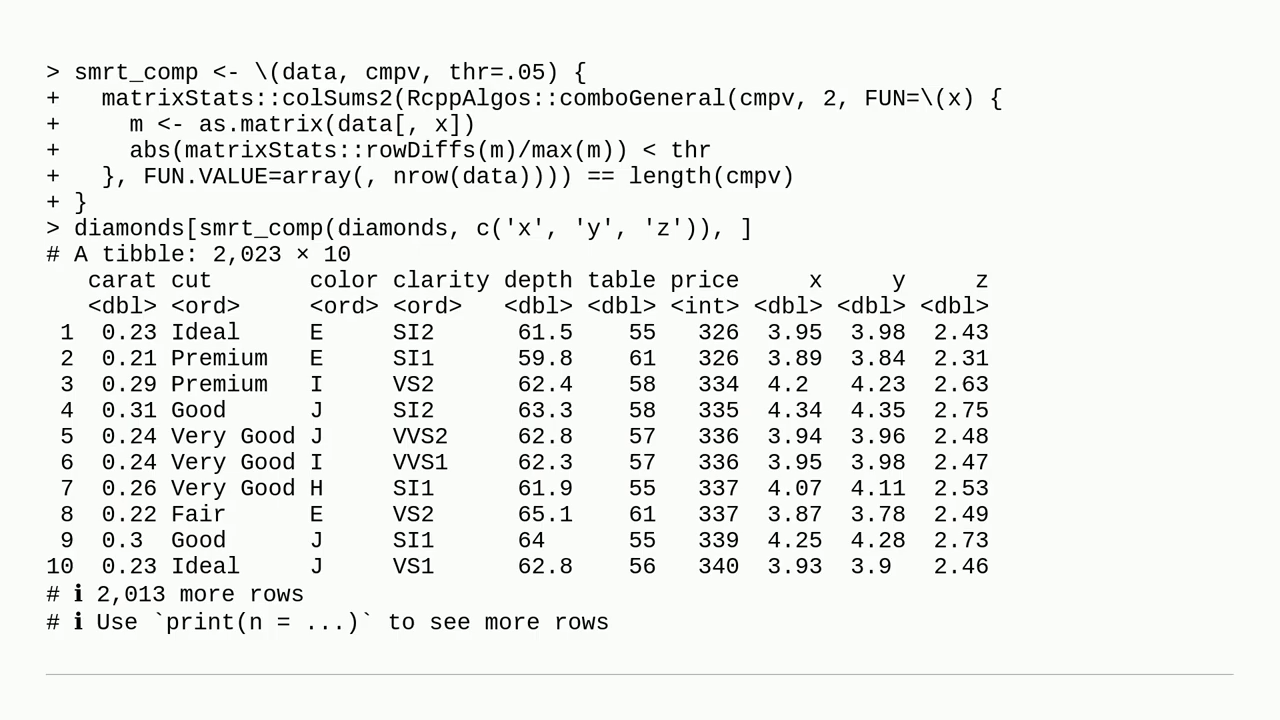 > smrt_comp <- \(data, cmpv, thr=.05) {
+   matrixStats::colSums2(RcppAlgos::comboGeneral(cmpv, 2, FUN=\(x) {
+     m <- as.matrix(data[, x])
+     abs(matrixStats::rowDiffs(m)/max(m)) < thr
+   }, FUN.VALUE=array(, nrow(data)))) == length(cmpv)
+ }
> diamonds[smrt_comp(diamonds, c('x', 'y', 'z')), ]
# A tibble: 2,023 × 10
   carat cut       color clarity depth table price     x     y     z
   <dbl> <ord>     <ord> <ord>   <dbl> <dbl> <int> <dbl> <dbl> <dbl>
 1  0.23 Ideal     E     SI2      61.5    55   326  3.95  3.98  2.43
 2  0.21 Premium   E     SI1      59.8    61   326  3.89  3.84  2.31
 3  0.29 Premium   I     VS2      62.4    58   334  4.2   4.23  2.63
 4  0.31 Good      J     SI2      63.3    58   335  4.34  4.35  2.75
 5  0.24 Very Good J     VVS2     62.8    57   336  3.94  3.96  2.48
 6  0.24 Very Good I     VVS1     62.3    57   336  3.95  3.98  2.47
 7  0.26 Very Good H     SI1      61.9    55   337  4.07  4.11  2.53
 8  0.22 Fair      E     VS2      65.1    61   337  3.87  3.78  2.49
 9  0.3  Good      J     SI1      64      55   339  4.25  4.28  2.73
10  0.23 Ideal     J     VS1      62.8    56   340  3.93  3.9   2.46
# ℹ 2,013 more rows
# ℹ Use `print(n = ...)` to see more rows